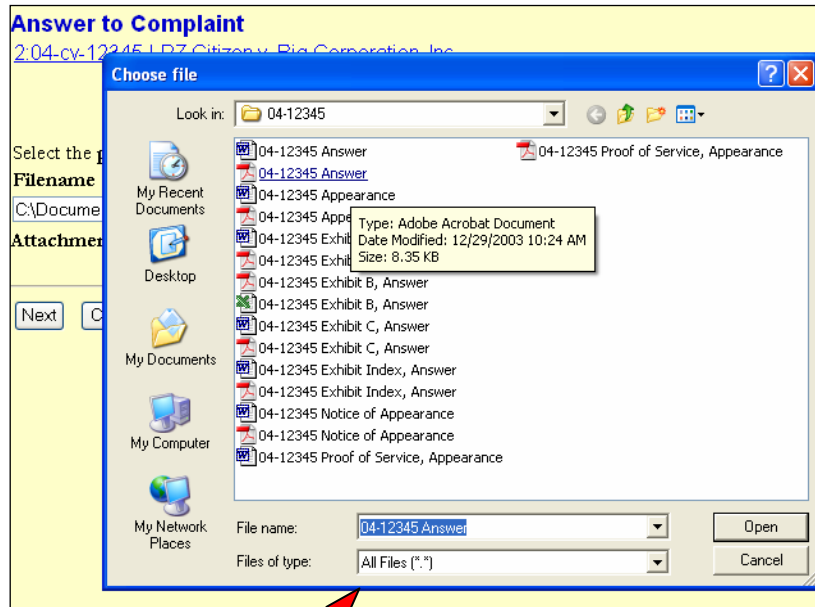 Answer to Complaint
Choose file
Look in: 04-12345
Select the
Filename
C:\Docume
Attachmer
Next C
My Recent Documents
Desktop
My Documents
My Computer
My Network Places
04-12345 Answer
04-12345 Answer
04-12345 Appearance
04-12345 Appe
04-12345 Exhib
04-12345 Exhib
04-12345 Exhibit B, Answer
04-12345 Exhibit B, Answer
04-12345 Exhibit C, Answer
04-12345 Exhibit C, Answer
04-12345 Exhibit Index, Answer
04-12345 Exhibit Index, Answer
04-12345 Notice of Appearance
04-12345 Notice of Appearance
04-12345 Proof of Service, Appearance
04-12345 Proof of Service, Appearance
Type: Adobe Acrobat Document
Date Modified: 12/29/2003 10:24 AM
Size: 8.35 KB
File name: 04-12345 Answer Open
Files of type: All Files (*.*) Cancel